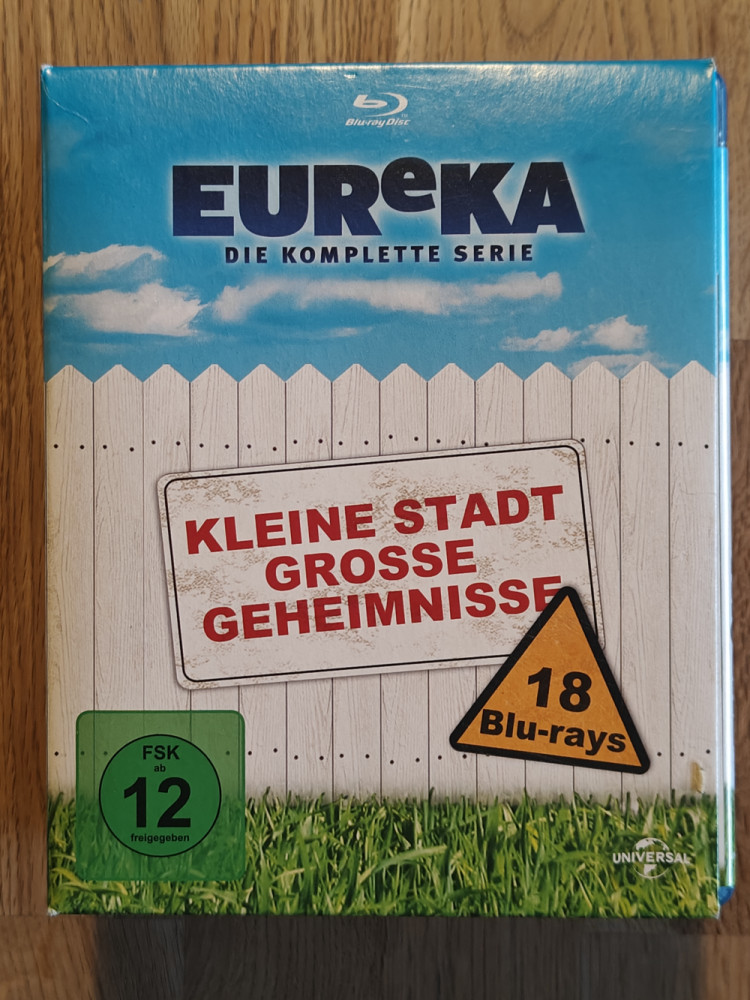 Blu-ray Disc
EUReKA
DIE KOMPLETTE SERIE
KLEINE STADT
GROSSE
GEHEIMNISSE
18
Blu-rays
FSK
ab
12
freigegeben
UNIVERSAL